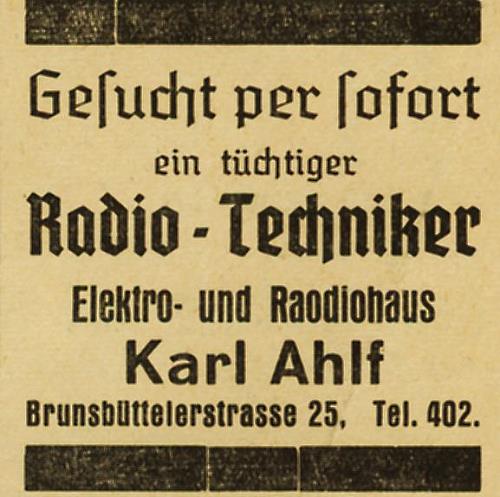 Gesucht per sofort
ein tüchtiger
Radio-Techniker
Elektro- und Raodiohaus
Karl Ahlf
Brunsbüttelerstrasse 25, Tel. 402.